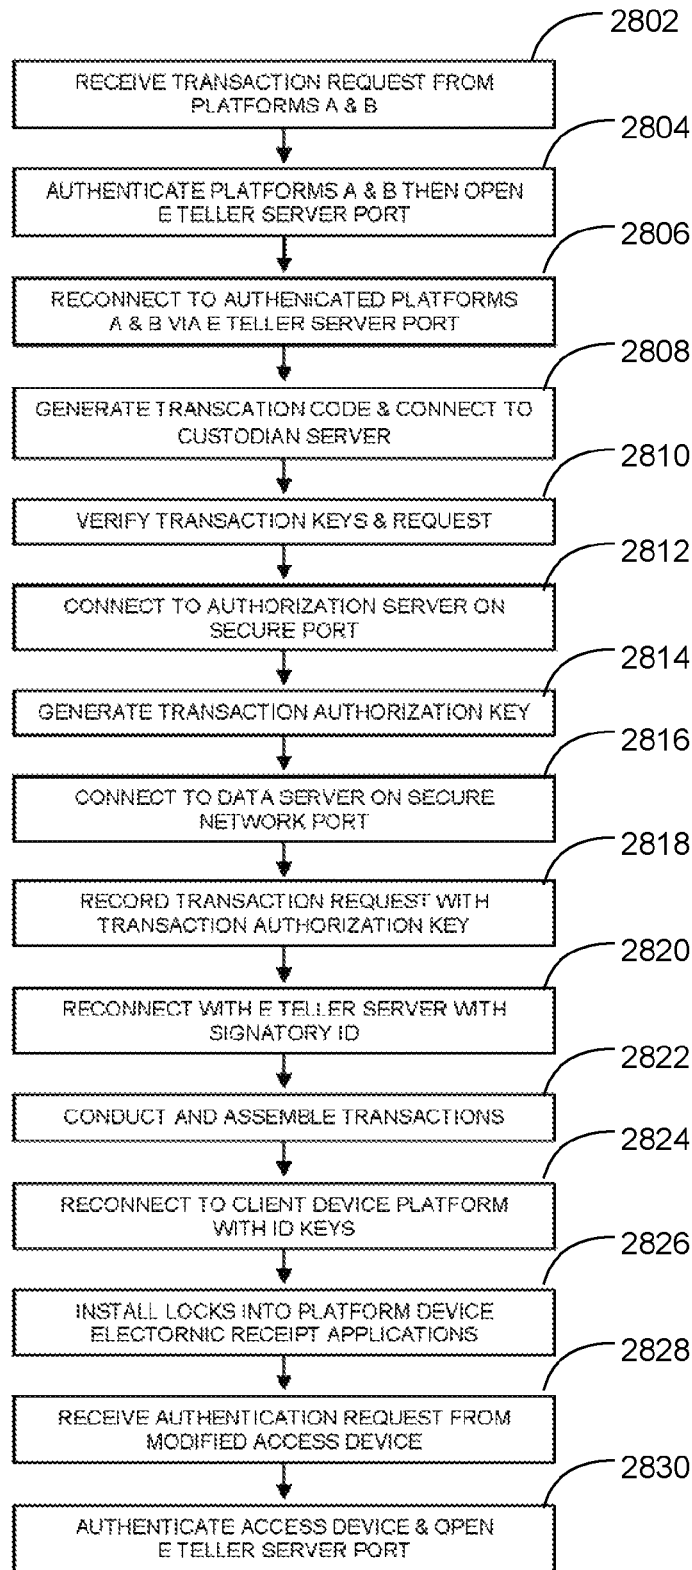 2802
RECEIVE TRANSACTION REQUEST FROM
PLATFORMS A & B
2804
AUTHENTICATE PLATFORMS A & B THEN OPEN
E TELLER SERVER PORT
2806
RECONNECT TO AUTHENICATED PLATFORMS
A & B VIA E TELLER SERVER PORT
2808
GENERATE TRANSCATION CODE & CONNECT TO
CUSTODIAN SERVER
2810
VERIFY TRANSACTION KEYS & REQUEST
2812
CONNECT TO AUTHORIZATION SERVER ON
SECURE PORT
2814
GENERATE TRANSACTION AUTHORIZATION KEY
2816
CONNECT TO DATA SERVER ON SECURE
NETWORK PORT
2818
RECORD TRANSACTION REQUEST WITH
TRANSACTION AUTHORIZATION KEY
2820
RECONNECT WITH E TELLER SERVER WITH
SIGNATORY ID
2822
CONDUCT AND ASSEMBLE TRANSACTIONS
2824
RECONNECT TO CLIENT DEVICE PLATFORM
WITH ID KEYS
2826
INSTALL LOCKS INTO PLATFORM DEVICE
ELECTORNIC RECEIPT APPLICATIONS
2828
RECEIVE AUTHENTICATION REQUEST FROM
MODIFIED ACCESS DEVICE
2830
AUTHENTICATE ACCESS DEVICE & OPEN
E TELLER SERVER PORT